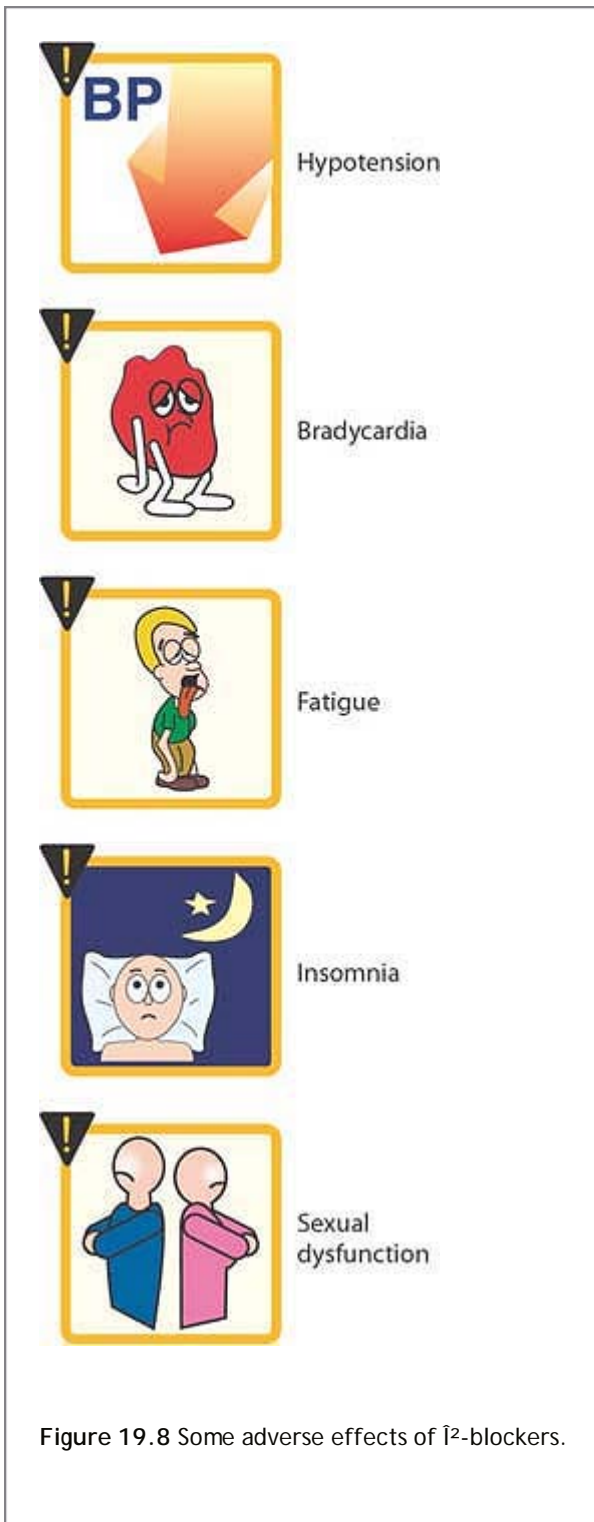 !
BP
Hypotension
!
Bradycardia
!
Fatigue
!
Insomnia
!
Sexual
dysfunction
Figure 19.8 Some adverse effects of Î²-blockers.